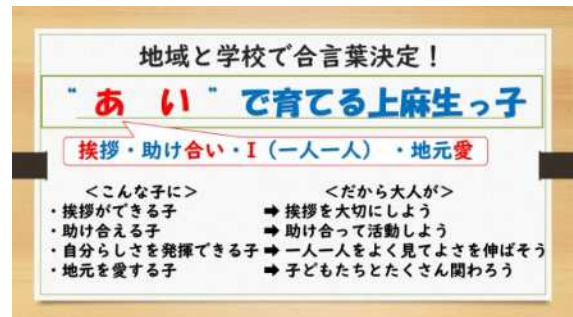 地域と学校で合言葉決定！
“あ い”で育てる上麻生っ子
挨拶・助け合い・I（一人一人）・地元愛
＜こんな子に＞ ＜だから大人が＞
・挨拶ができる子 ➡ 挨拶を大切にしよう
・助け合える子 ➡ 助け合って活動しよう
・自分らしさを発揮できる子 ➡ 一人一人をよく見てよさを伸ばそう
・地元を愛する子 ➡ 子どもたちとたくさん関わろう